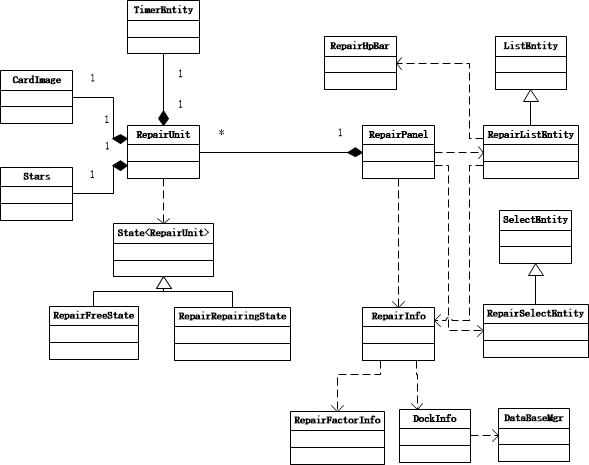 TimerEntity
RepairHpBar
ListEntity
CardImage
1
1
1
1
RepairUnit
*
1
RepairPanel
RepairListEntity
1
Stars
1
SelectEntity
State<RepairUnit>
RepairFreeState
RepairRepairingState
RepairInfo
RepairSelectEntity
RepairFactorInfo
DockInfo
DataBaseMgr